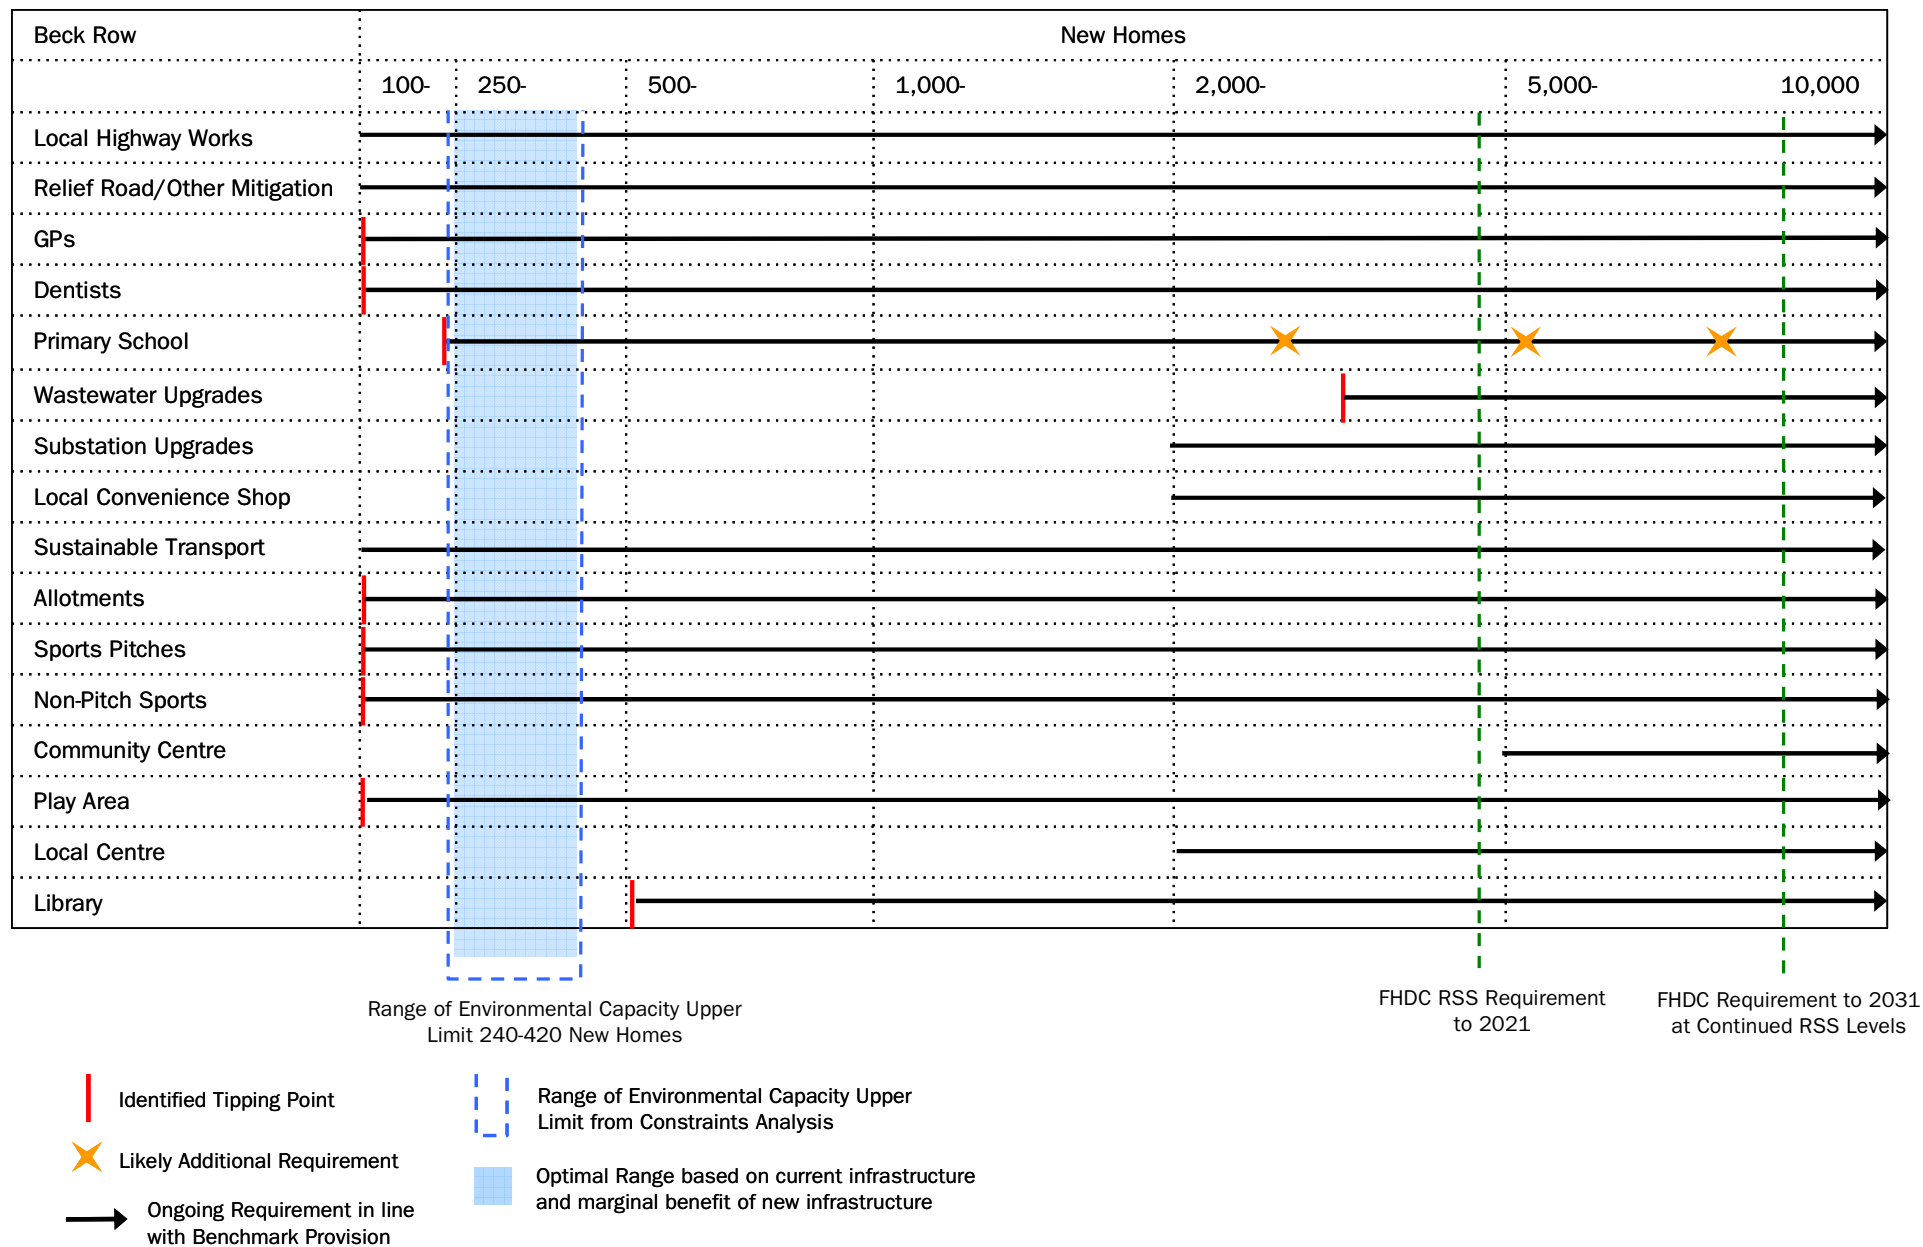 Beck Row
New Homes
100- 250- 500- 1,000- 2,000- 5,000- 10,000
Local Highway Works
Relief Road/Other Mitigation
GPs
Dentists
Primary School
Wastewater Upgrades
Substation Upgrades
Local Convenience Shop
Sustainable Transport
Allotments
Sports Pitches
Non-Pitch Sports
Community Centre
Play Area
Local Centre
Library
Range of Environmental Capacity Upper
Limit 240-420 New Homes
FHDC RSS Requirement
to 2021
FHDC Requirement to 2031
at Continued RSS Levels
Identified Tipping Point
Likely Additional Requirement
Ongoing Requirement in line
with Benchmark Provision
Range of Environmental Capacity Upper
Limit from Constraints Analysis
Optimal Range based on current infrastructure
and marginal benefit of new infrastructure